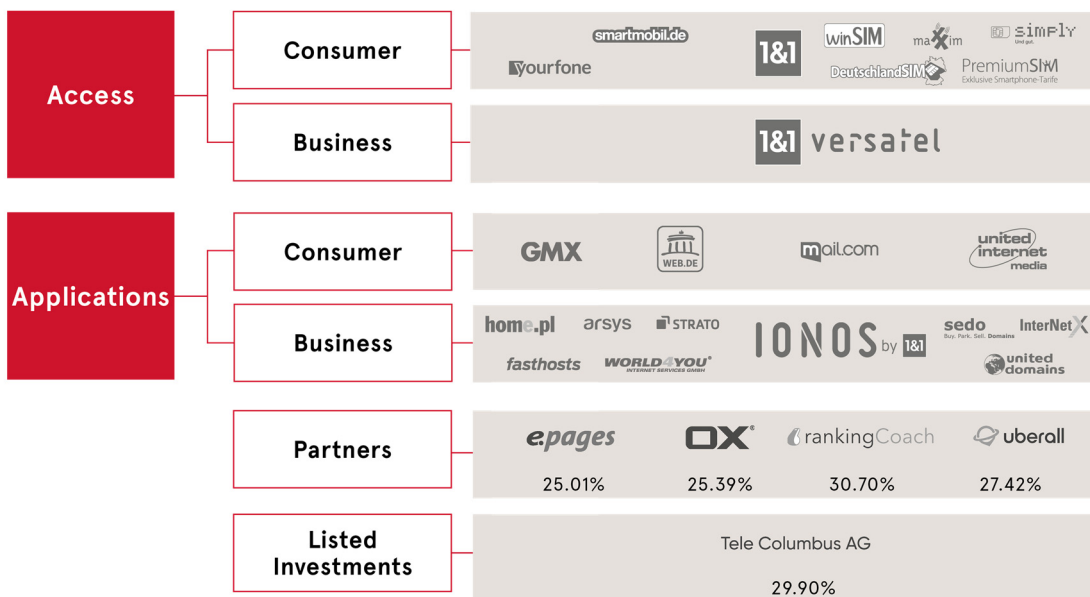 Access
Consumer
smartmobil.de
yourfone
1&1
winSIM
maXXim
simply
Und gut.
DeutschlandSIM
PremiumSIM
Exklusive Smartphone-Tarife
Business
1&1 versatel
Applications
Consumer
GMX
WEB.DE
mail.com
united
internet
media
Business
home.pl
arsys
STRATO
fasthosts
WORLD4YOU®
INTERNET SERVICES GMBH
IONOS by 1&1
sedo
Buy. Park. Sell. Domains
InterNetX
united
domains
Partners
epages
OX®
rankingCoach
uberall
25.01%
25.39%
30.70%
27.42%
Listed
Investments
Tele Columbus AG
29.90%